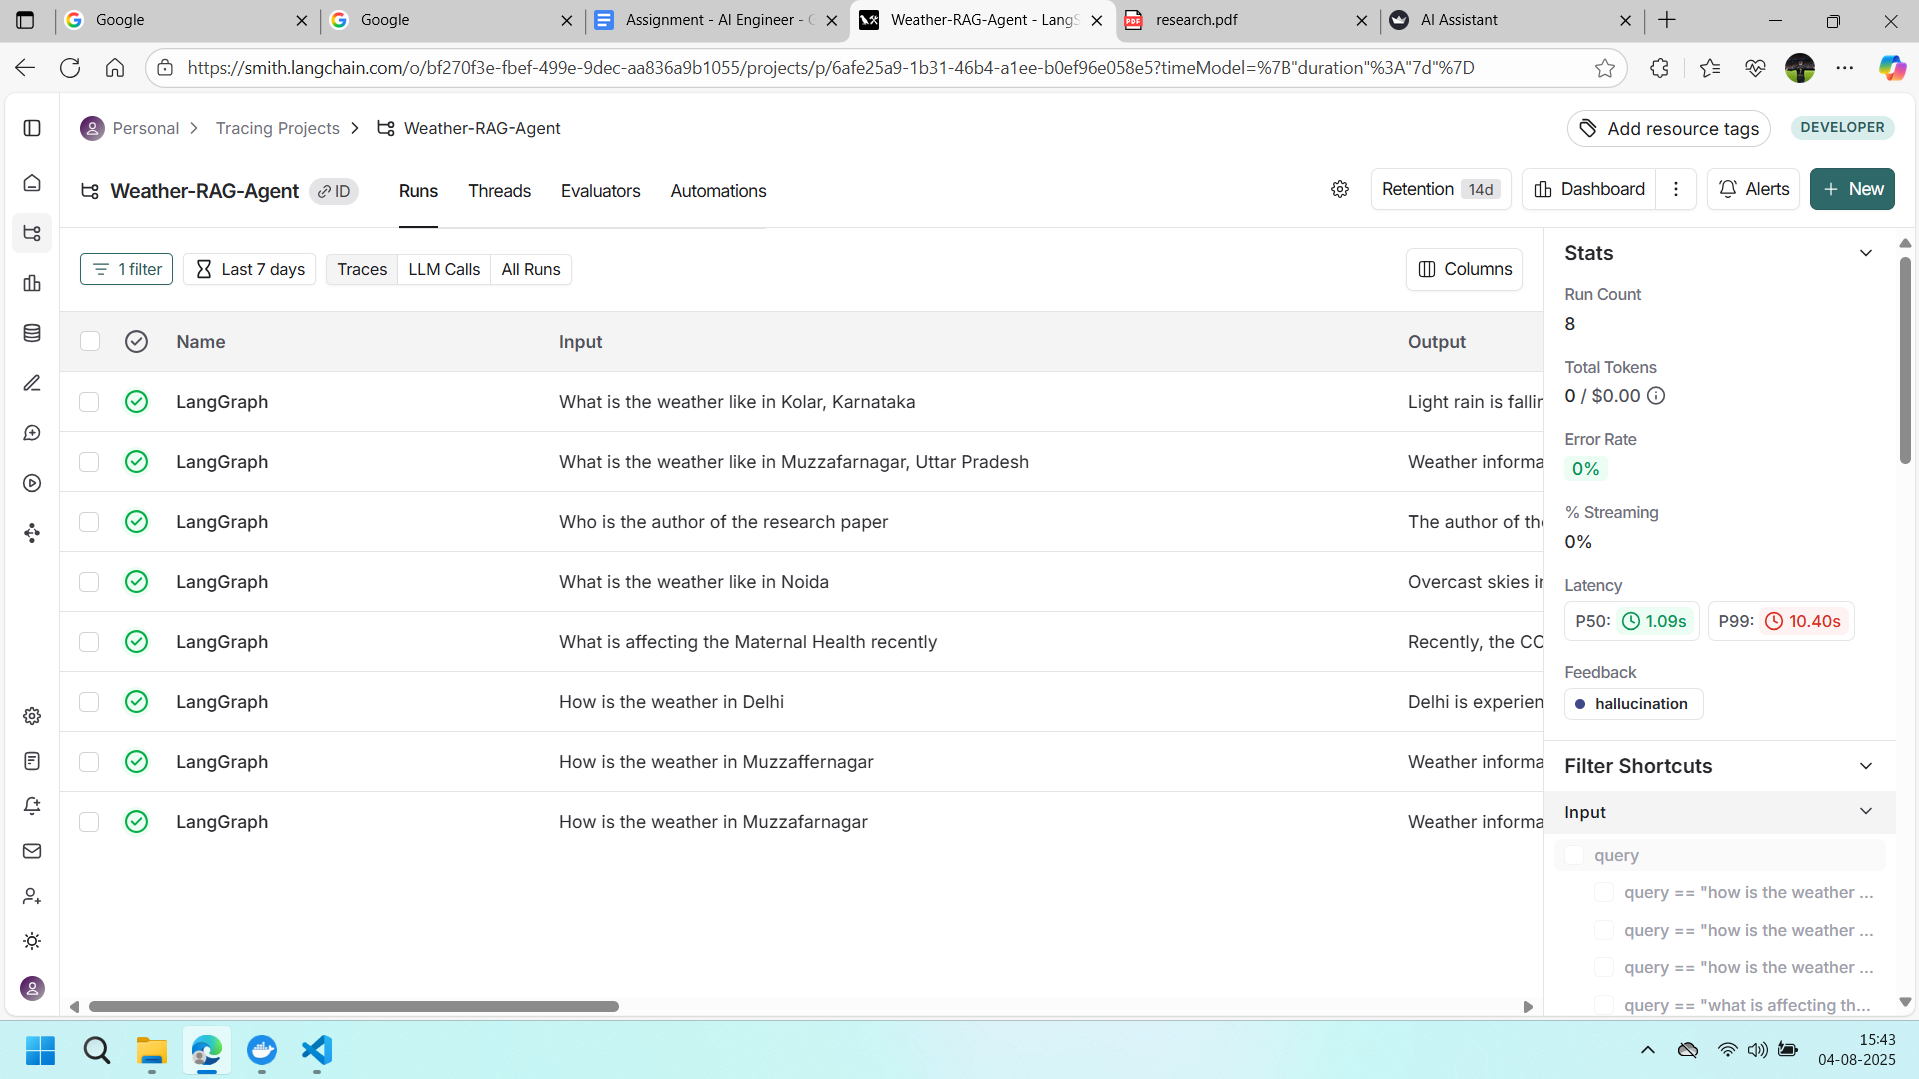 Google
Google
Assignment - AI Engineer - G
Weather-RAG-Agent - LangS
PDF
research.pdf
AI Assistant
https://smith.langchain.com/o/bf270f3e-fbef-499e-9dec-aa836a9b1055/projects/p/6afe25a9-1b31-46b4-a1ee-b0ef96e058e5?timeModel=%7B"duration"%3A"7d"%7D
Personal
Tracing Projects
Weather-RAG-Agent
Add resource tags
DEVELOPER
Weather-RAG-Agent
ID
Runs
Threads
Evaluators
Automations
Retention 14d
Dashboard
Alerts
+ New
1 filter
Last 7 days
Traces
LLM Calls
All Runs
Columns
Name
Input
Output
LangGraph
What is the weather like in Kolar, Karnataka
Light rain is fallin
LangGraph
What is the weather like in Muzzafarnagar, Uttar Pradesh
Weather informa
LangGraph
Who is the author of the research paper
The author of the
LangGraph
What is the weather like in Noida
Overcast skies in
LangGraph
What is affecting the Maternal Health recently
Recently, the CO
LangGraph
How is the weather in Delhi
Delhi is experien
LangGraph
How is the weather in Muzzaffernagar
Weather informa
LangGraph
How is the weather in Muzzafarnagar
Weather informa
Stats
Run Count
8
Total Tokens
0 / $0.00
Error Rate
0%
% Streaming
0%
Latency
P50: 1.09s
P99: 10.40s
Feedback
hallucination
Filter Shortcuts
Input
query
query == "how is the weather ...
query == "how is the weather ...
query == "how is the weather ...
query == "what is affecting th...
15:43
04-08-2025